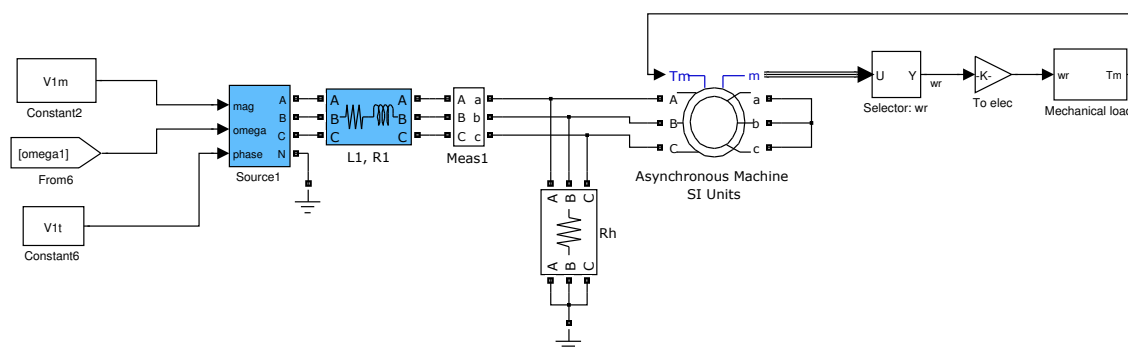 V1m
Constant2
[omega1]
From6
V1t
Constant6
mag
omega
phase
A
B
C
N
Source1
A
B
C
A
B
C
L1, R1
A
B
C
a
b
c
Meas1
A B C
A B C
Rh
Tm
m
A
B
C
a
b
c
Asynchronous Machine
SI Units
U
Y
Selector: wr
wr
-K-
To elec
wr
Tm
Mechanical load